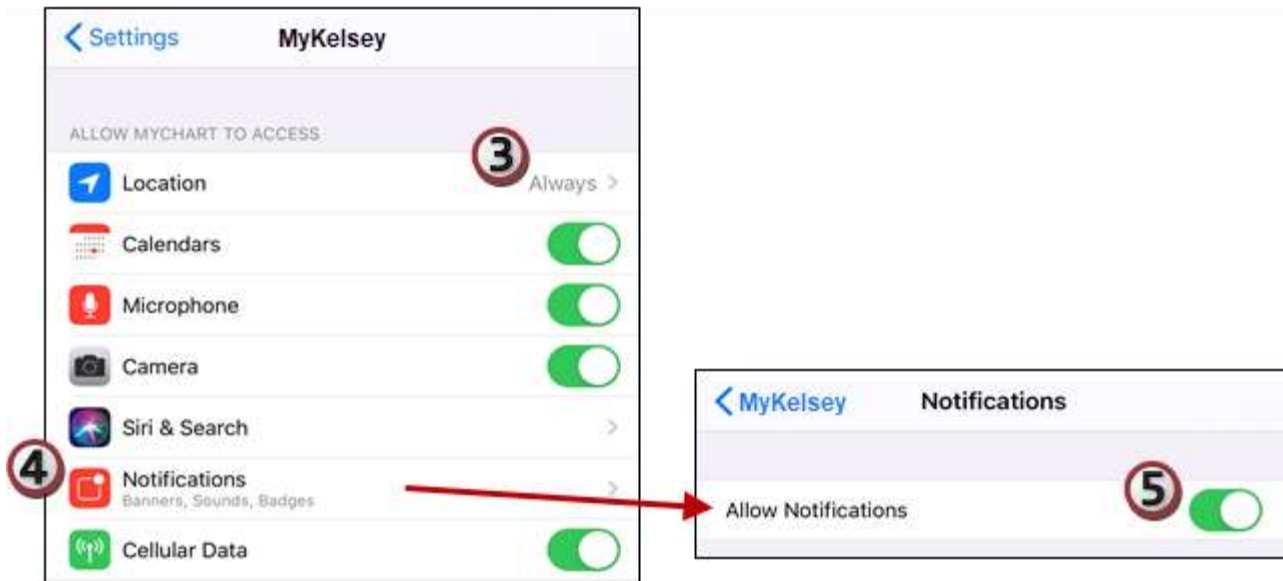 Settings MyKelsey
ALLOW MYCHART TO ACCESS
3
Location Always >
Calendars
Microphone
Camera
Siri & Search >
4
Notifications >
Banners, Sounds, Badges
Cellular Data
MyKelsey Notifications
Allow Notifications 5